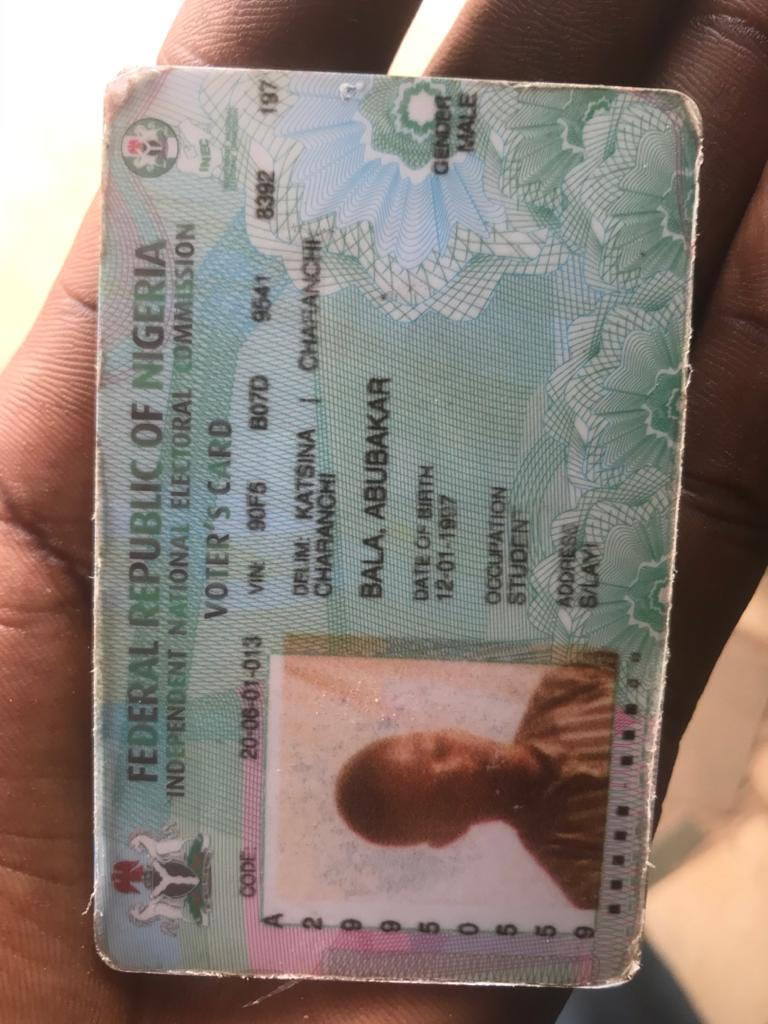 FEDERAL REPUBLIC OF NIGERIA
INDEPENDENT NATIONAL ELECTORAL COMMISSION
INEC
VOTER'S CARD
CODE: 20-06-01-013 VIN: 90F5 B07D 9541 8392 197
DELIM: KATSINA / CHARANCHI
CHARANCHI
BALA, ABUBAKAR
DATE OF BIRTH
12-01-1997
GENDER
MALE
OCCUPATION
STUDENT
ADDRESS
S/LAYI
A 2 9 9 5 0 5 5 9